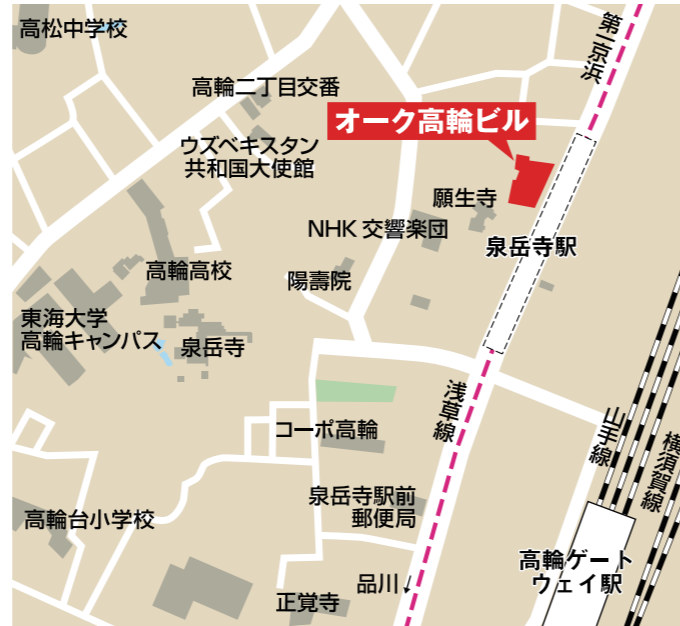 高松中学校
第一京浜
高輪二丁目交番
オーク高輪ビル
ウズベキスタン
共和国大使館
願生寺
NHK 交響楽団
泉岳寺駅
高輪高校
陽壽院
東海大学
高輪キャンパス
泉岳寺
浅草線
山手線
横須賀線
コーポ高輪
泉岳寺駅前
郵便局
高輪台小学校
高輪ゲート
ウェイ駅
品川↓
正覚寺